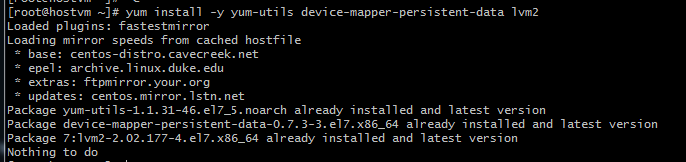 [root@hostvm ~]# yum install -y yum-utils device-mapper-persistent-data lvm2
Loaded plugins: fastestmirror
Loading mirror speeds from cached hostfile
 * base: centos-distro.cavecreek.net
 * epel: archive.linux.duke.edu
 * extras: ftpmirror.your.org
 * updates: centos.mirror.lstn.net
Package yum-utils-1.1.31-46.el7_5.noarch already installed and latest version
Package device-mapper-persistent-data-0.7.3-3.el7.x86_64 already installed and latest version
Package 7:lvm2-2.02.177-4.el7.x86_64 already installed and latest version
Nothing to do